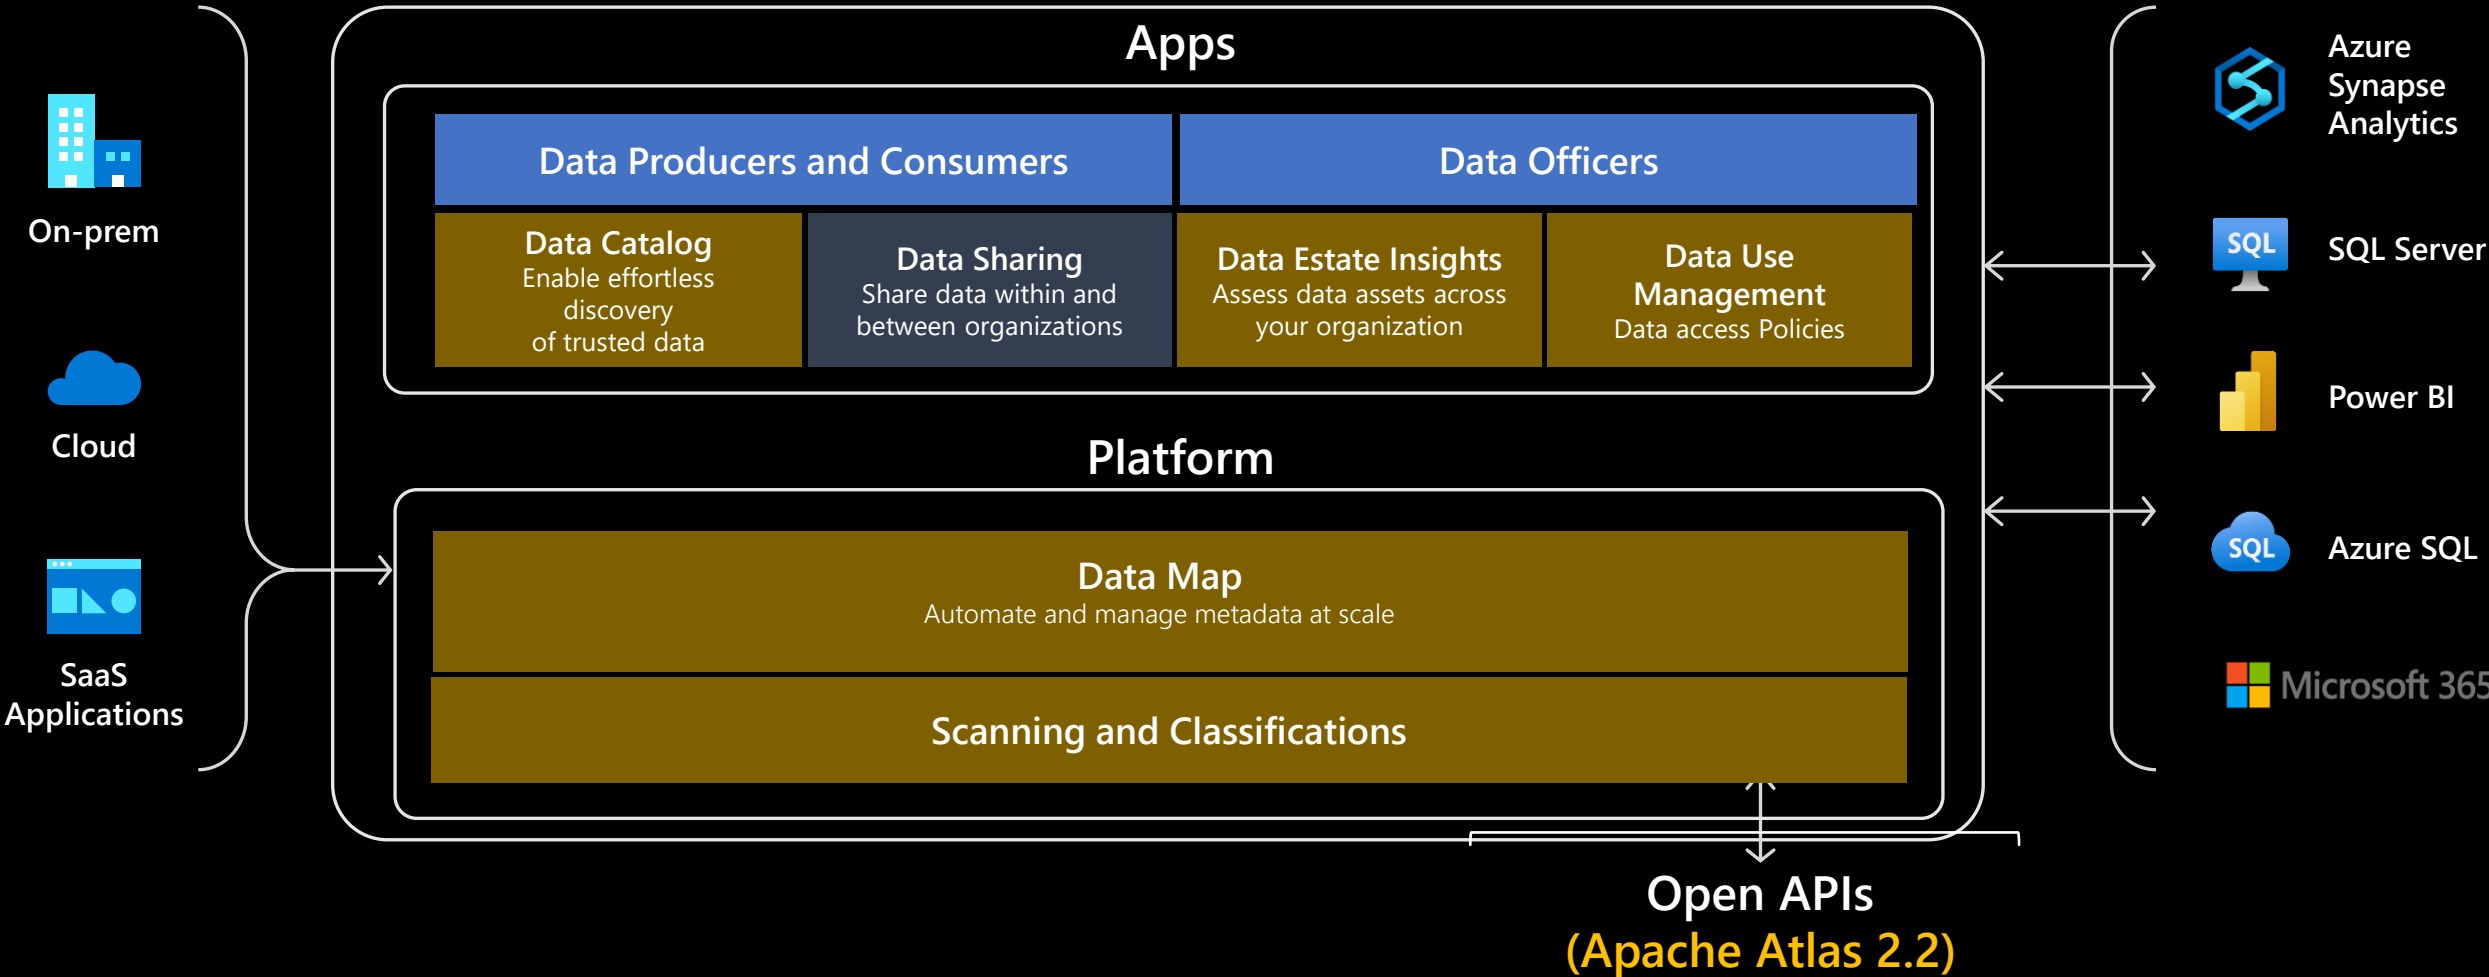 Apps
Data Producers and Consumers
Data Officers
Data Catalog
Enable effortless
discovery
of trusted data
Data Sharing
Share data within and
between organizations
Data Estate Insights
Assess data assets across
your organization
Data Use
Management
Data access Policies
Platform
Data Map
Automate and manage metadata at scale
Scanning and Classifications
Open APIs
(Apache Atlas 2.2)
On-prem
Cloud
SaaS
Applications
Azure
Synapse
Analytics
SQL
SQL Server
Power BI
SQL
Azure SQL
Microsoft 365